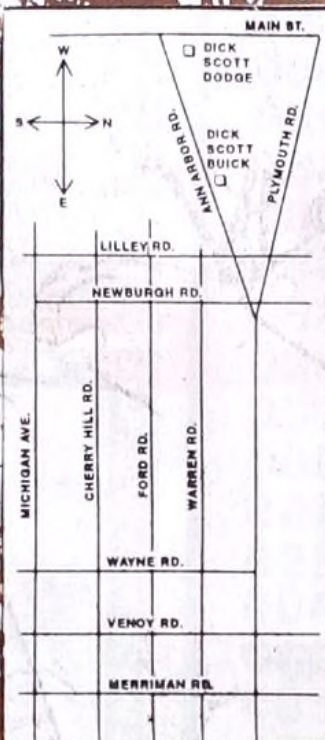 MAIN ST.
W
S
N
E
DICK
SCOTT
DODGE
DICK
SCOTT
BUICK
ANN ARBOR RD.
PLYMOUTH RD.
LILLEY RD.
NEWBURGH RD.
MICHIGAN AVE.
CHERRY HILL RD.
FORD RD.
WARREN RD.
WAYNE RD.
VENOY RD.
MERRIMAN RD.